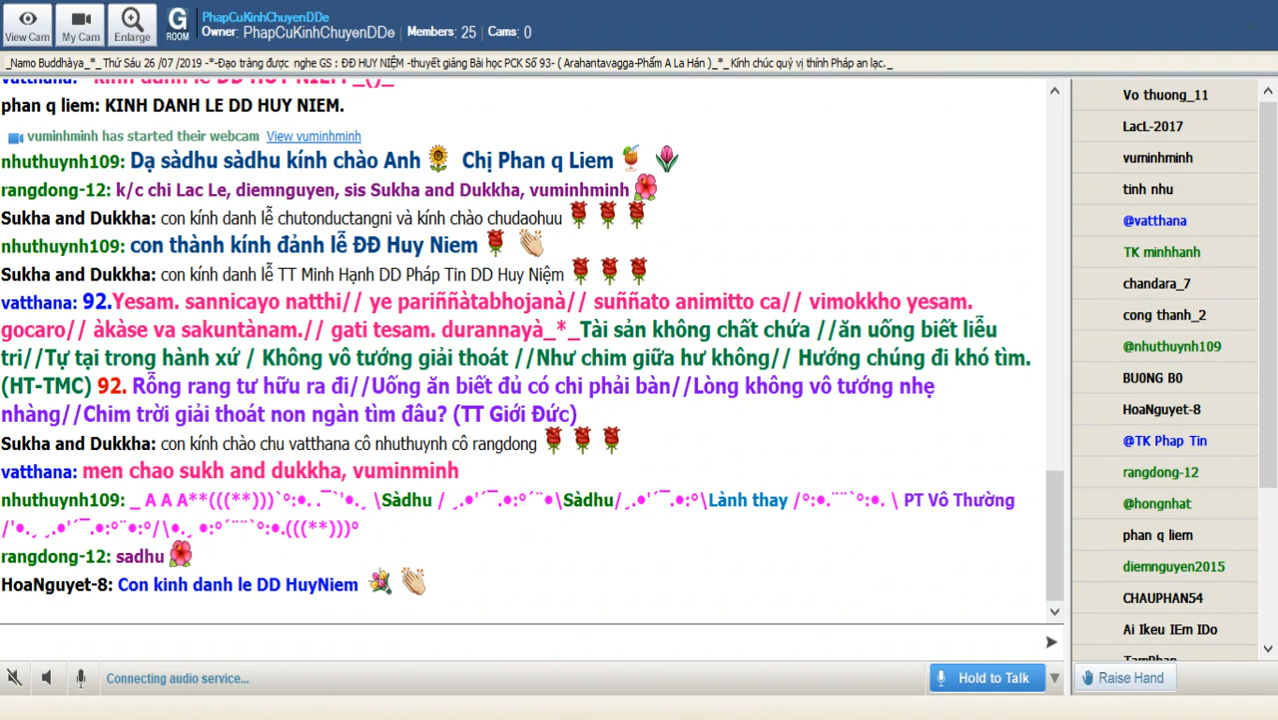 View Cam
My Cam
Enlarge
G
ROOM
PhapCuKinhChuyenDDe
Owner: PhapCuKinhChuyenDDe Members: 25 Cams: 0
_Namo Buddhàya_*_ Thứ Sáu 26 /07 /2019 -*-Đạo tràng được nghe GS : ĐĐ HUY NIỆM -thuyết giảng Bài học PCK Số 93- ( Arahantavagga-Phẩm A La Hán )_*_Kính chúc quý vị thính Pháp an lạc._
phan q liem: KINH DANH LE DD HUY NIEM.
vuminhminh has started their webcam View vuminhminh
nhuthuynh109: Dạ sàdhu sàdhu kính chào Anh Chị Phan q Liem
rangdong-12: k/c chi Lac Le, diemnguyen, sis Sukha and Dukkha, vuminhminh
Sukha and Dukkha: con kính danh lễ chutonductangni và kính chào chudaohuu
nhuthuynh109: con thành kính đảnh lễ ĐĐ Huy Niem
Sukha and Dukkha: con kính danh lễ TT Minh Hạnh DD Pháp Tin DD Huy Niệm
vatthana: 92.Yesam. sannicayo natthi// ye pariññàtabhojanà// suññato animitto ca// vimokkho yesam.
gocaro// àkàse va sakuntànam.// gati tesam. durannayà_*_Tài sản không chất chứa //ăn uống biết liễu
tri//Tự tại trong hành xứ / Không vô tướng giải thoát //Như chim giữa hư không// Hướng chúng đi khó tìm.
(HT-TMC) 92. Rỗng rang tư hữu ra đi//Uống ăn biết đủ có chi phải bàn//Lòng không vô tướng nhẹ
nhàng//Chim trời giải thoát non ngàn tìm đâu? (TT Giới Đức)
Sukha and Dukkha: con kính chào chu vatthana cô nhuthuynh cô rangdong
vatthana: men chao sukh and dukkha, vuminminh
nhuthuynh109: _ A A A**(((**)))`°:•. .¯`'•.¸ \Sàdhu / ¸.•'´¯.•:°´¨•\Sàdhu/¸.•'´¯.•:°\Lành thay /°:•.¨¨`°:•. \ PT Vô Thường
/'•.¸ ¸.•'´¯.•:°¨•:°/\•.¸ •:°´¨¨`°:•.(((**)))°
rangdong-12: sadhu
HoaNguyet-8: Con kinh danh le DD HuyNiem
Connecting audio service...
Hold to Talk
Vo thuong_11
LacL-2017
vuminhminh
tinh nhu
@vatthana
TK minhhanh
chandara_7
cong thanh_2
@nhuthuynh109
BU0NG B0
HoaNguyet-8
@TK Phap Tin
rangdong-12
@hongnhat
phan q liem
diemnguyen2015
CHAUPHAN54
Ai Ikeu IEm IDo
Raise Hand